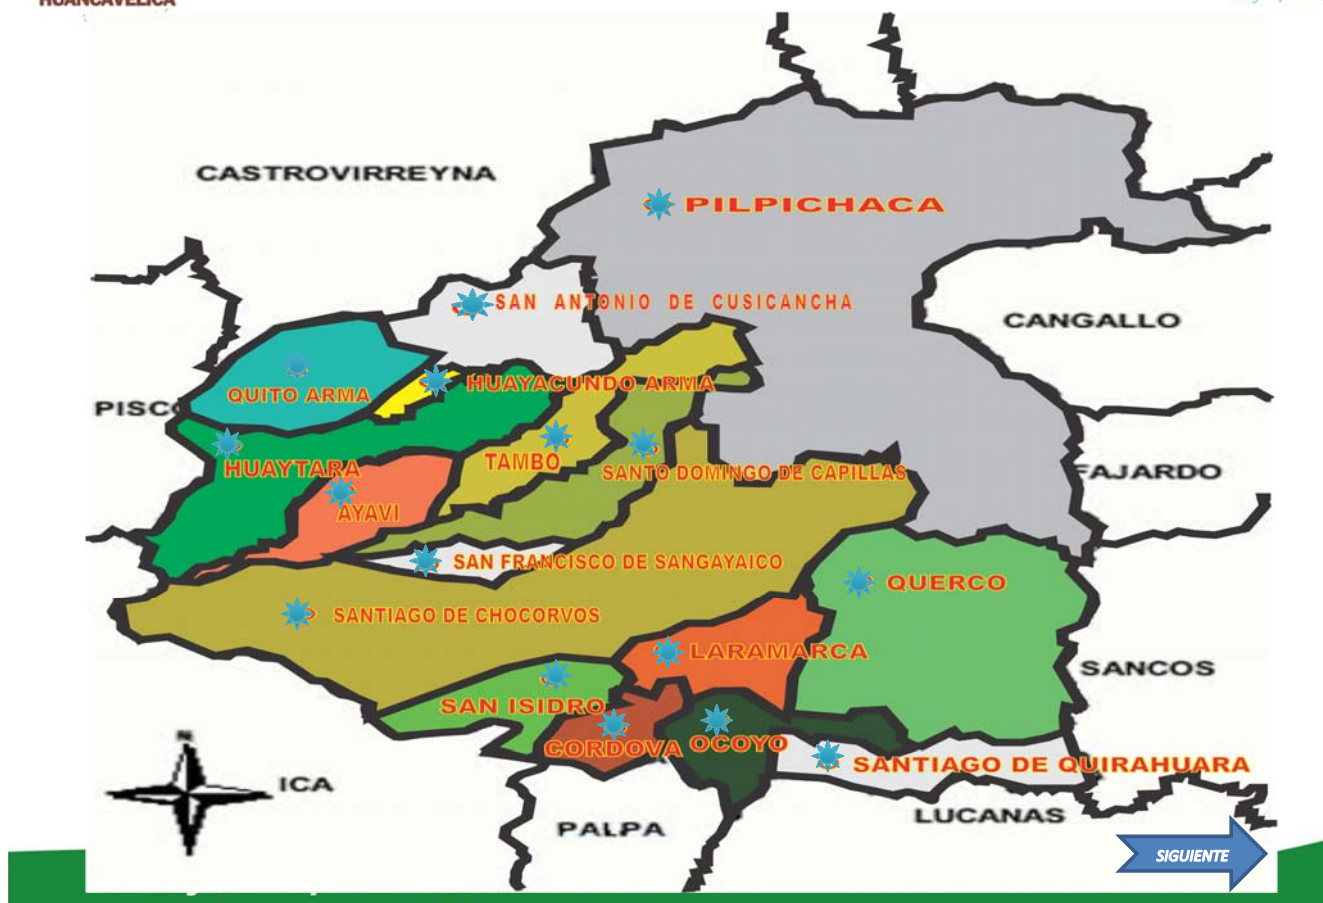 HUANCAVELICA
CASTROVIRREYNA
PILPICHACA
SAN ANTONIO DE CUSICANCHA
CANGALLO
HUAYACUNDO ARMA
QUITO ARMA
PISC
HUAYTARA
TAMBO
SANTO DOMINGO DE CAPILLAS
FAJARDO
AYAVI
SAN FRANCISCO DE SANGAYAICO
QUERCO
SANTIAGO DE CHOCORVOS
LARAMARCA
SANCOS
SAN ISIDRO
CORDOVA
OCOYO
SANTIAGO DE QUIRAHUARA
N
ICA
LUCANAS
PALPA
SIGUIENTE